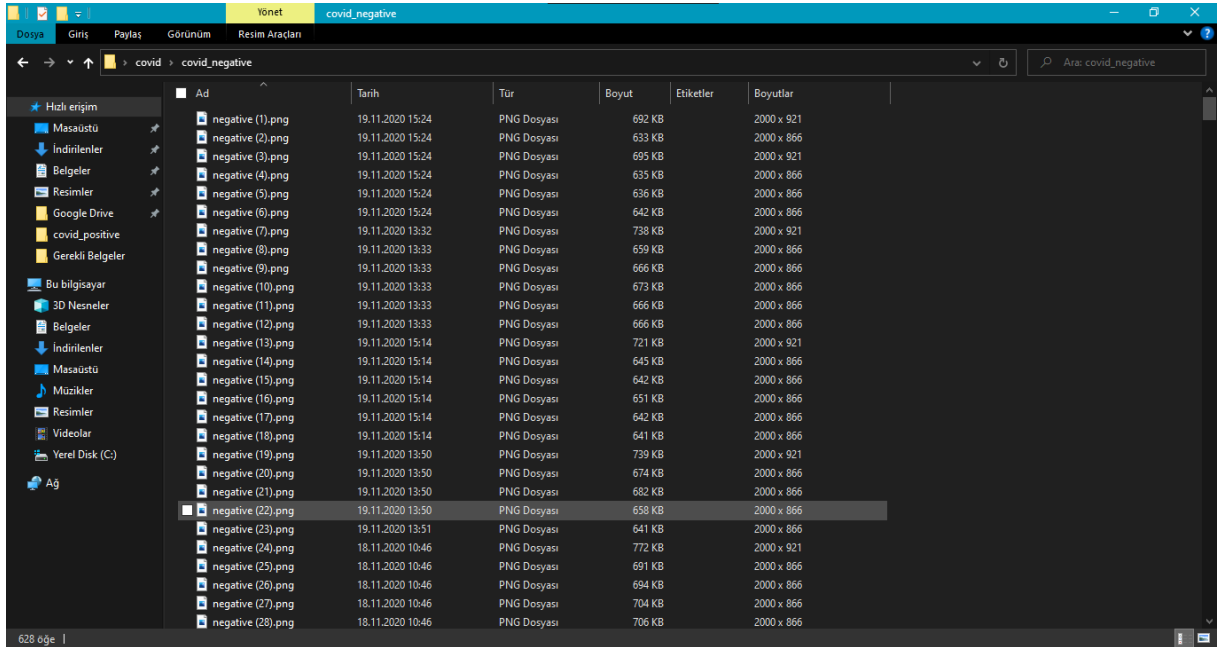 Yönet covid_negative
Dosya Giriş Paylaş Görünüm Resim Araçları
covid > covid_negative Ara: covid_negative
Ad Tarih Tür Boyut Etiketler Boyutlar
Hızlı erişim
Masaüstü
İndirilenler
Belgeler
Resimler
Google Drive
covid_positive
Gerekli Belgeler
Bu bilgisayar
3D Nesneler
Belgeler
İndirilenler
Masaüstü
Müzikler
Resimler
Videolar
Yerel Disk (C:)
Ağ
negative (1).png 19.11.2020 15:24 PNG Dosyası 692 KB 2000 x 921
negative (2).png 19.11.2020 15:24 PNG Dosyası 633 KB 2000 x 866
negative (3).png 19.11.2020 15:24 PNG Dosyası 695 KB 2000 x 921
negative (4).png 19.11.2020 15:24 PNG Dosyası 635 KB 2000 x 866
negative (5).png 19.11.2020 15:24 PNG Dosyası 636 KB 2000 x 866
negative (6).png 19.11.2020 15:24 PNG Dosyası 642 KB 2000 x 866
negative (7).png 19.11.2020 13:32 PNG Dosyası 738 KB 2000 x 921
negative (8).png 19.11.2020 13:33 PNG Dosyası 659 KB 2000 x 866
negative (9).png 19.11.2020 13:33 PNG Dosyası 666 KB 2000 x 866
negative (10).png 19.11.2020 13:33 PNG Dosyası 673 KB 2000 x 866
negative (11).png 19.11.2020 13:33 PNG Dosyası 666 KB 2000 x 866
negative (12).png 19.11.2020 13:33 PNG Dosyası 666 KB 2000 x 866
negative (13).png 19.11.2020 15:14 PNG Dosyası 721 KB 2000 x 921
negative (14).png 19.11.2020 15:14 PNG Dosyası 645 KB 2000 x 866
negative (15).png 19.11.2020 15:14 PNG Dosyası 642 KB 2000 x 866
negative (16).png 19.11.2020 15:14 PNG Dosyası 651 KB 2000 x 866
negative (17).png 19.11.2020 15:14 PNG Dosyası 642 KB 2000 x 866
negative (18).png 19.11.2020 15:14 PNG Dosyası 641 KB 2000 x 866
negative (19).png 19.11.2020 13:50 PNG Dosyası 739 KB 2000 x 921
negative (20).png 19.11.2020 13:50 PNG Dosyası 674 KB 2000 x 866
negative (21).png 19.11.2020 13:50 PNG Dosyası 682 KB 2000 x 866
negative (22).png 19.11.2020 13:50 PNG Dosyası 658 KB 2000 x 866
negative (23).png 19.11.2020 13:51 PNG Dosyası 641 KB 2000 x 866
negative (24).png 18.11.2020 10:46 PNG Dosyası 772 KB 2000 x 921
negative (25).png 18.11.2020 10:46 PNG Dosyası 691 KB 2000 x 866
negative (26).png 18.11.2020 10:46 PNG Dosyası 694 KB 2000 x 866
negative (27).png 18.11.2020 10:46 PNG Dosyası 704 KB 2000 x 866
negative (28).png 18.11.2020 10:46 PNG Dosyası 706 KB 2000 x 866
628 öğe